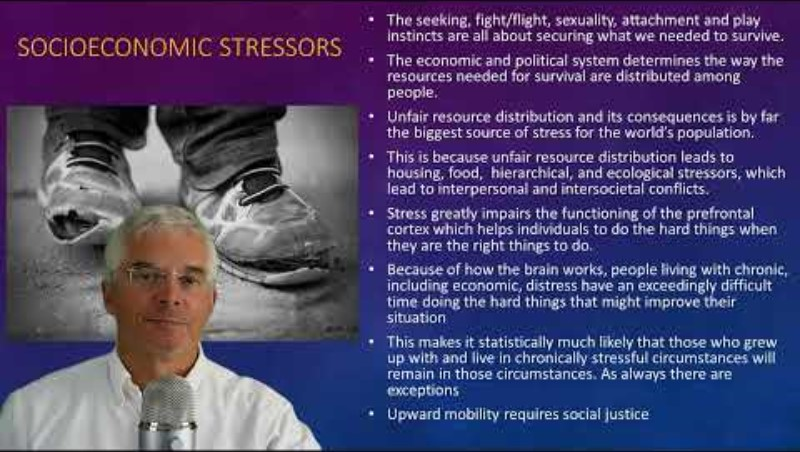 SOCIOECONOMIC STRESSORS
• The seeking, fight/flight, sexuality, attachment and play
instincts are all about securing what we needed to survive.
• The economic and political system determines the way the
resources needed for survival are distributed among
people.
• Unfair resource distribution and its consequences is by far
the biggest source of stress for the world's population.
• This is because unfair resource distribution leads to
housing, food,  hierarchical, and ecological stressors, which
lead to interpersonal and intersocietal conflicts.
• Stress greatly impairs the functioning of the prefrontal
cortex which helps individuals to do the hard things when
they are the right things to do.
• Because of how the brain works, people living with chronic,
including economic, distress have an exceedingly difficult
time doing the hard things that might improve their
situation
• This makes it statistically much likely that those who grew
up with and live in chronically stressful circumstances will
remain in those circumstances. As always there are
exceptions
• Upward mobility requires social justice